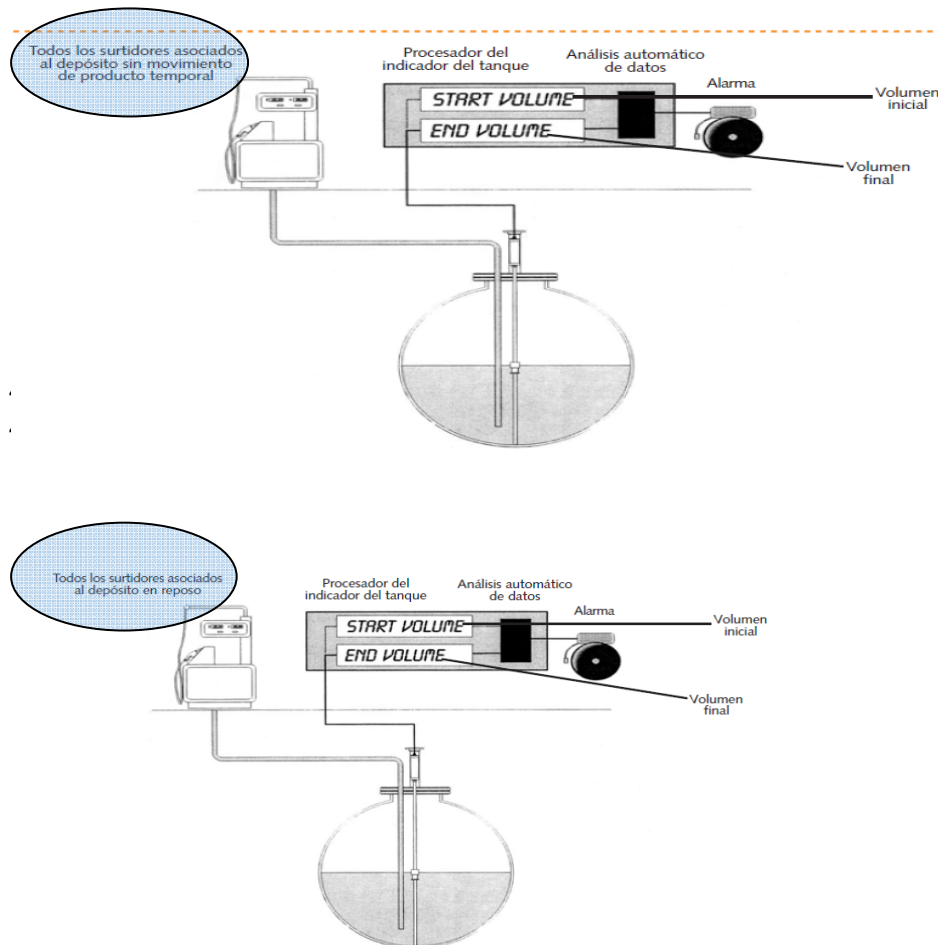 Todos los surtidores asociados
al depósito sin movimiento
de producto temporal
Procesador del
indicador del tanque
Análisis automático
de datos
Alarma
START VOLUME
END VOLUME
Volumen
inicial
Volumen
final
Todos los surtidores asociados
al depósito en reposo
Procesador del
indicador del tanque
Análisis automático
de datos
Alarma
START VOLUME
END VOLUME
Volumen
inicial
Volumen
final